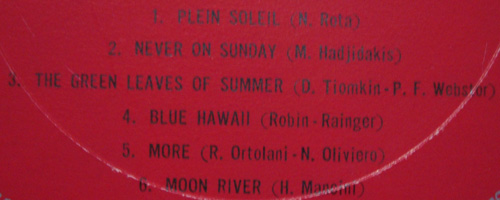 1. PLEIN SOLEIL (N. Rota)
2. NEVER ON SUNDAY (M. Hadjidakis)
3. THE GREEN LEAVES OF SUMMER (D. Tiomkin - P. F. Webster)
4. BLUE HAWAII (Robin - Rainger)
5. MORE (R. Ortolani - N. Oliviero)
6. MOON RIVER (H. Mancini)